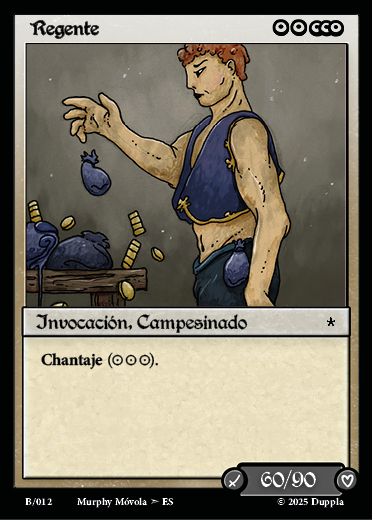 Regente
Invocación, Campesinado *
Chantaje (⊙⊙⊙).
60/90
B/012 Murphy Móvola ➣ ES © 2025 Duppla